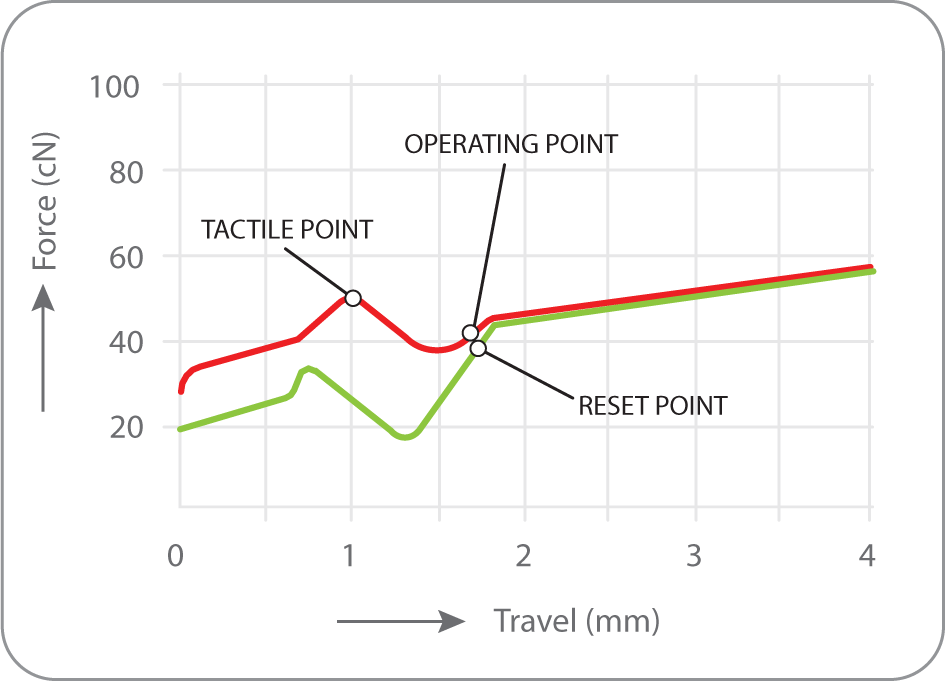 100
OPERATING POINT
80
TACTILE POINT
Force (cN)
60
40
RESET POINT
20
0 1 2 3 4
Travel (mm)